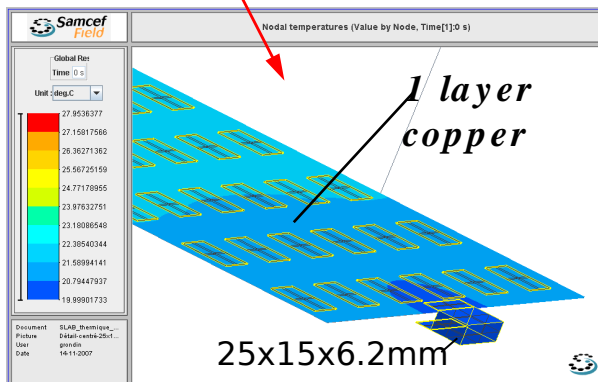 Samcef
Field
Nodal temperatures (Value by Node, Time[1]:0 s)
Global Res
Time 0 s
Unit : deg.C
27.9536377
27.15817566
26.36271362
25.56725159
24.77178955
23.97632751
23.18086548
22.38540344
21.58994141
20.79447937
19.99901733
1 layer
copper
25x15x6.2mm
Document SLAB_thermique_...
Picture Détail-centré-25x1...
User grondin
Date 14-11-2007